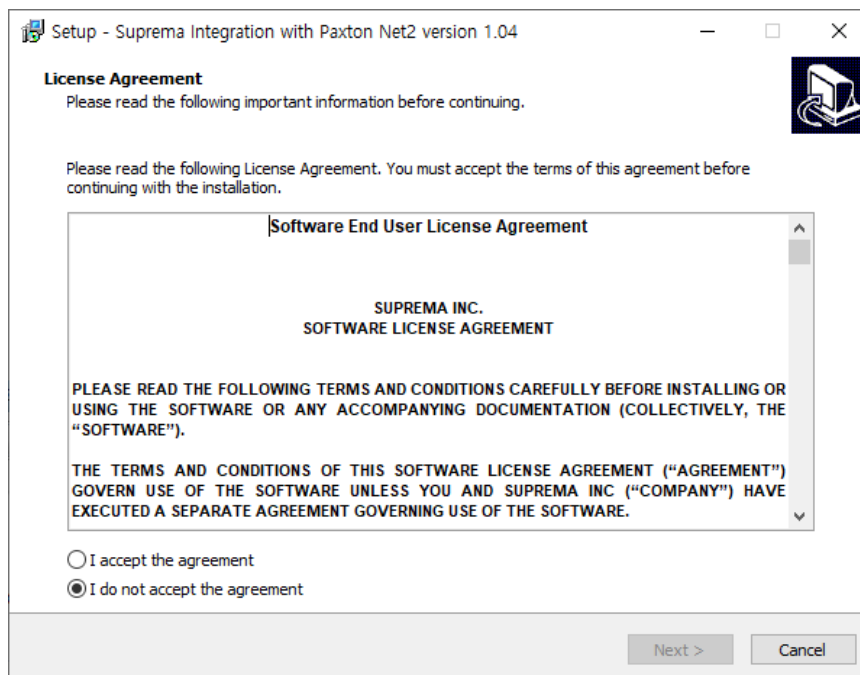 Setup - Suprema Integration with Paxton Net2 version 1.04
License Agreement
Please read the following important information before continuing.
Please read the following License Agreement. You must accept the terms of this agreement before
continuing with the installation.
Software End User License Agreement
SUPREMA INC.
SOFTWARE LICENSE AGREEMENT
PLEASE READ THE FOLLOWING TERMS AND CONDITIONS CAREFULLY BEFORE INSTALLING OR
USING THE SOFTWARE OR ANY ACCOMPANYING DOCUMENTATION (COLLECTIVELY, THE
“SOFTWARE”).
THE TERMS AND CONDITIONS OF THIS SOFTWARE LICENSE AGREEMENT (“AGREEMENT”)
GOVERN USE OF THE SOFTWARE UNLESS YOU AND SUPREMA INC (“COMPANY”) HAVE
EXECUTED A SEPARATE AGREEMENT GOVERNING USE OF THE SOFTWARE.
I accept the agreement
I do not accept the agreement
Next >
Cancel